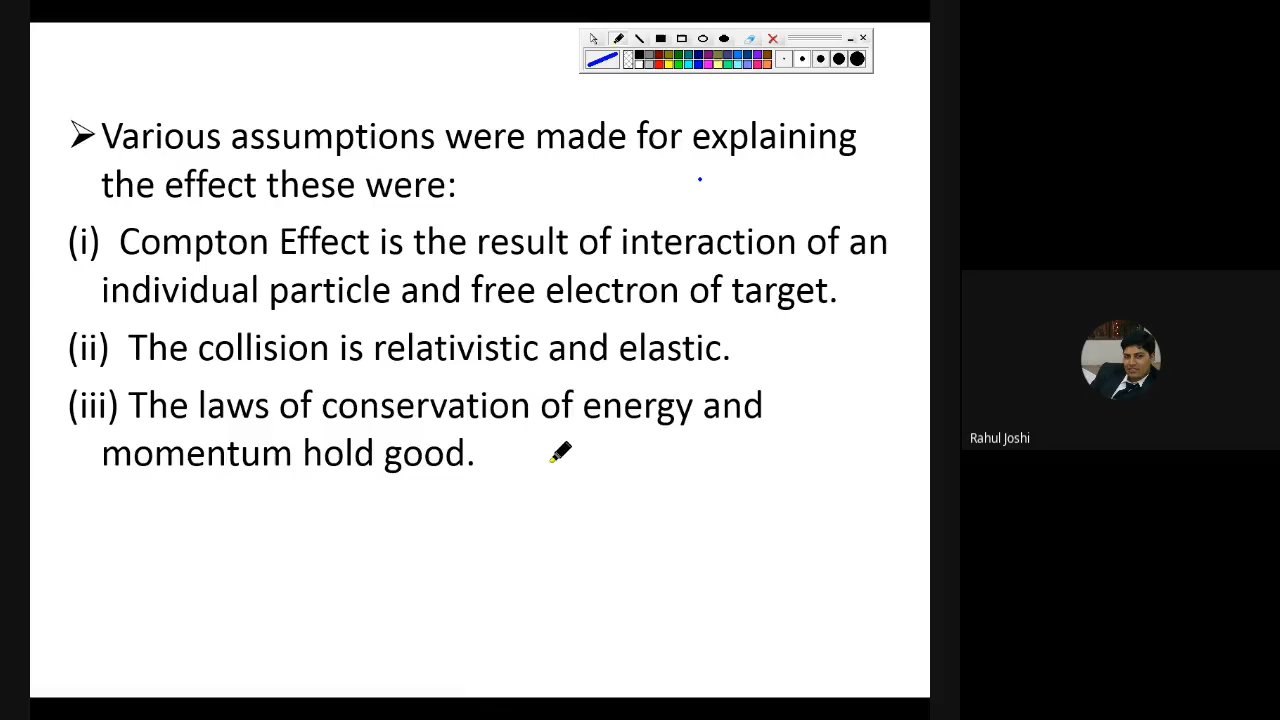 ➢Various assumptions were made for explaining
the effect these were:
(i) Compton Effect is the result of interaction of an
individual particle and free electron of target.
(ii) The collision is relativistic and elastic.
(iii) The laws of conservation of energy and
momentum hold good.
Rahul Joshi